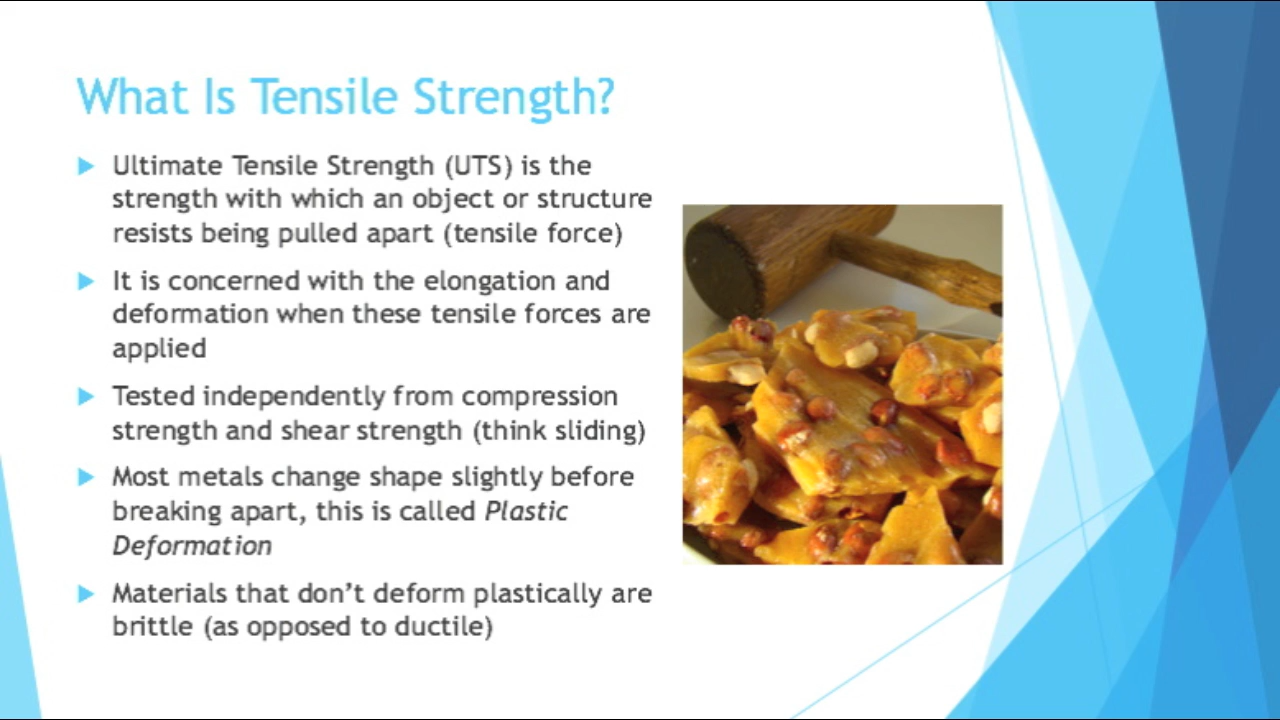 What Is Tensile Strength?
Ultimate Tensile Strength (UTS) is the
strength with which an object or structure
resists being pulled apart (tensile force)
It is concerned with the elongation and
deformation when these tensile forces are
applied
Tested independently from compression
strength and shear strength (think sliding)
Most metals change shape slightly before
breaking apart, this is called Plastic
Deformation
Materials that don’t deform plastically are
brittle (as opposed to ductile)